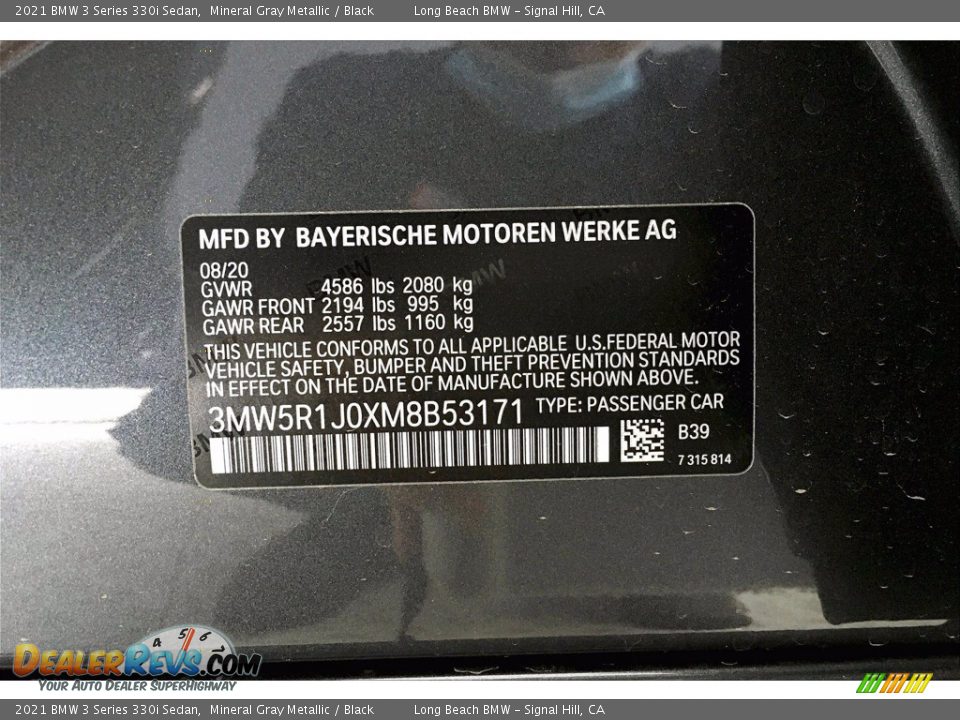 2021 BMW 3 Series 330i Sedan, Mineral Gray Metallic / Black Long Beach BMW - Signal Hill, CA
MFD BY BAYERISCHE MOTOREN WERKE AG
08/20
GVWR 4586 lbs 2080 kg
GAWR FRONT 2194 lbs 995 kg
GAWR REAR 2557 lbs 1160 kg
THIS VEHICLE CONFORMS TO ALL APPLICABLE U.S.FEDERAL MOTOR
VEHICLE SAFETY, BUMPER AND THEFT PREVENTION STANDARDS
IN EFFECT ON THE DATE OF MANUFACTURE SHOWN ABOVE.
3MW5R1J0XM8B53171 TYPE: PASSENGER CAR
B39
7 315 814
4 5 6
DEALERREVS.COM
YOUR AUTO DEALER SUPERHIGHWAY
2021 BMW 3 Series 330i Sedan, Mineral Gray Metallic / Black Long Beach BMW - Signal Hill, CA